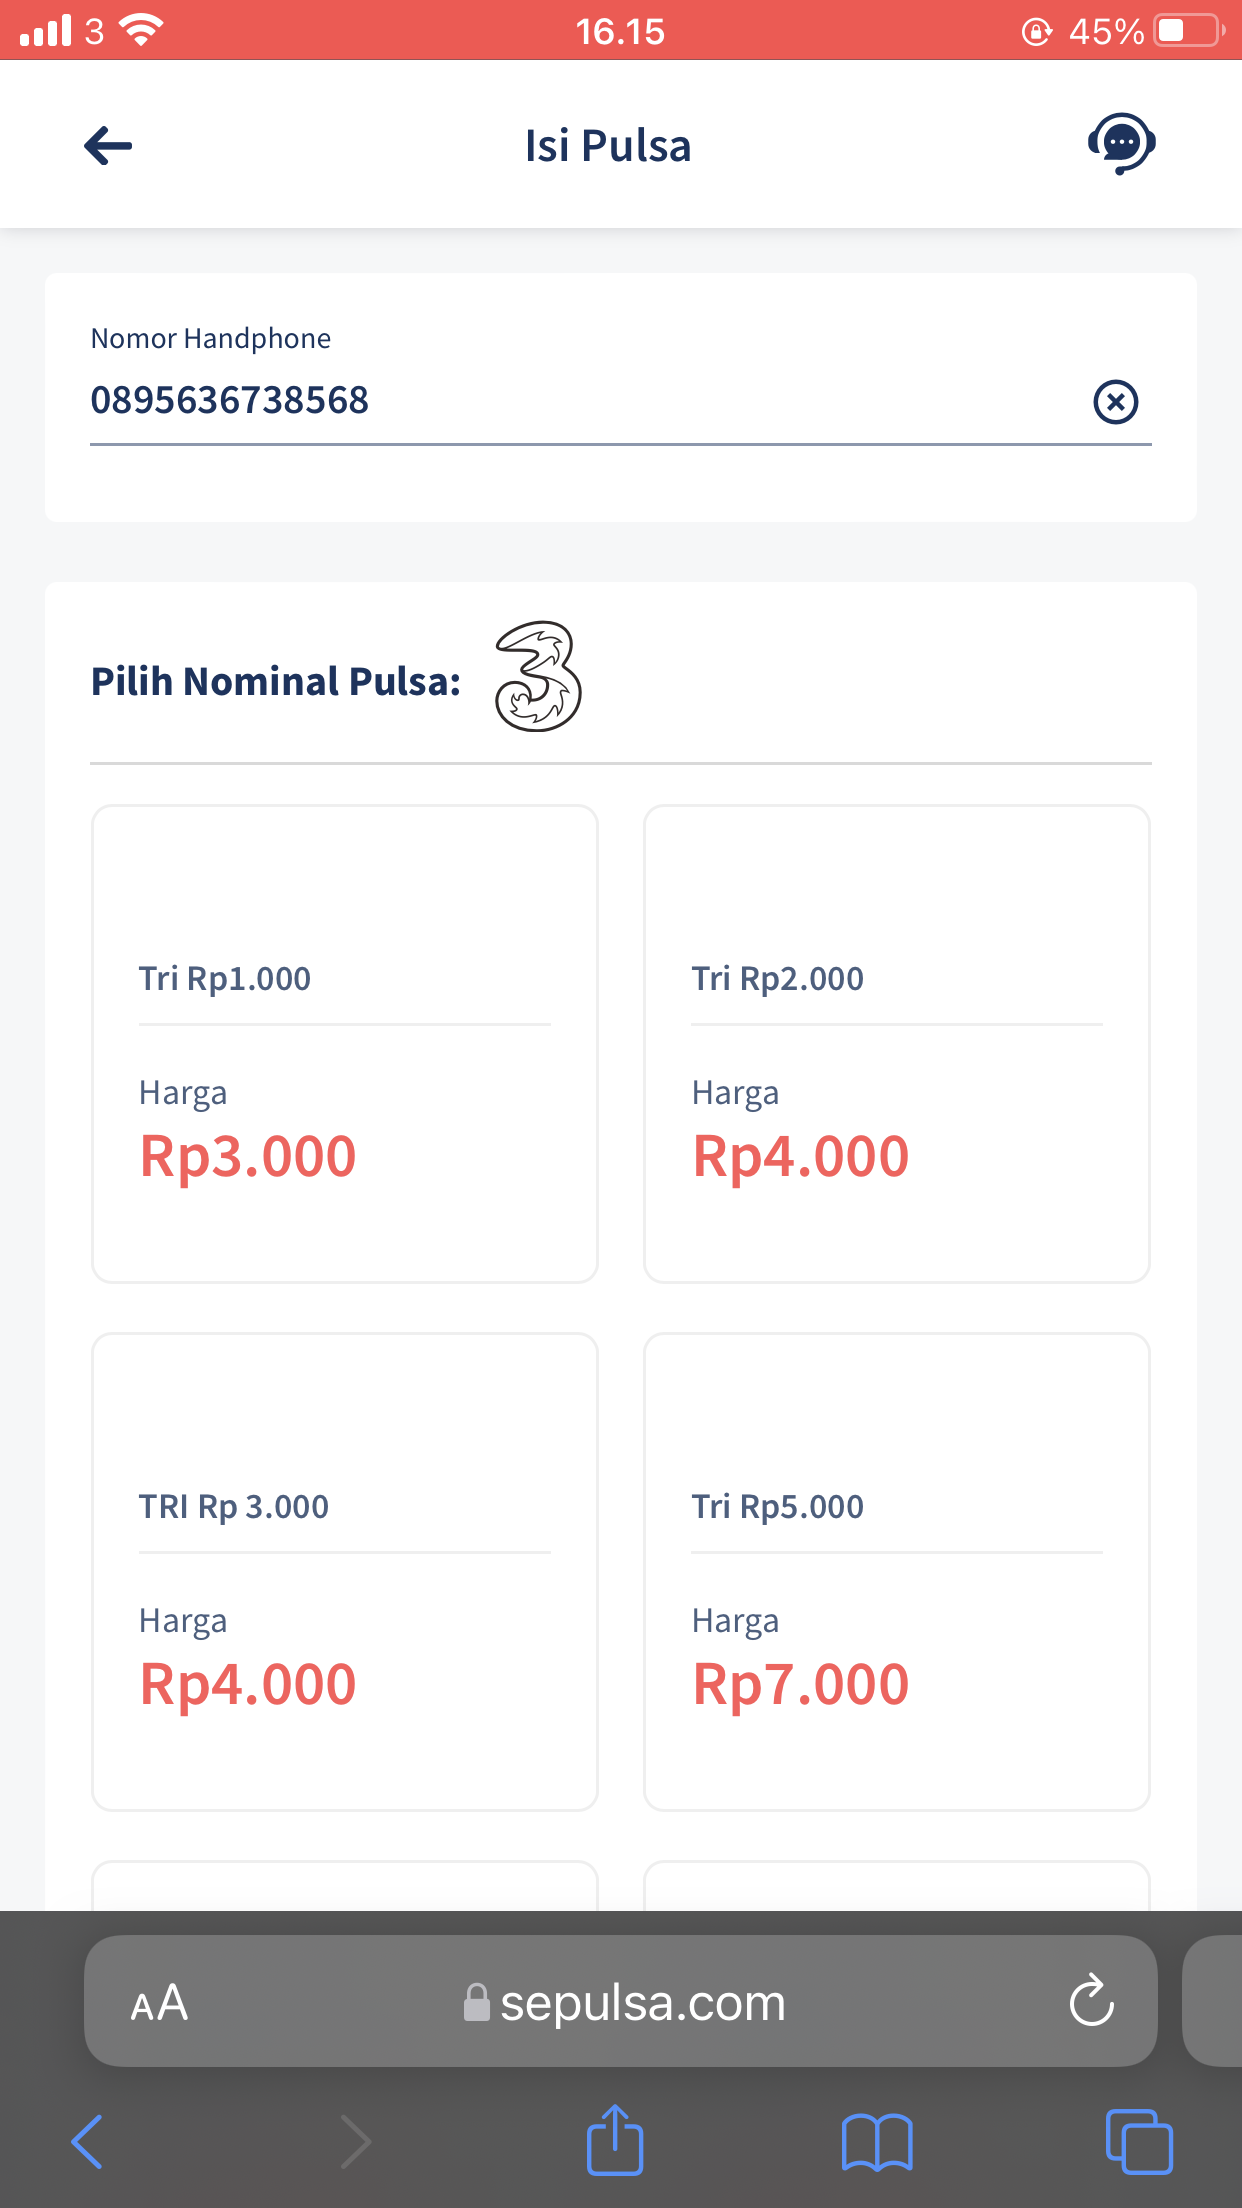 3 16.15 45%
Isi Pulsa
Nomor Handphone
0895636738568
Pilih Nominal Pulsa: 3
Tri Rp1.000
Harga
Rp3.000
Tri Rp2.000
Harga
Rp4.000
TRI Rp 3.000
Harga
Rp4.000
Tri Rp5.000
Harga
Rp7.000
AA sepulsa.com